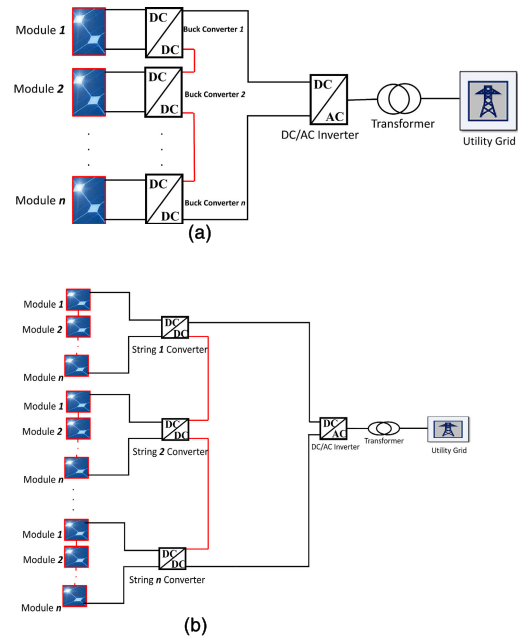 Module 1
DC
DC
Buck Converter 1
Module 2
DC
DC
Buck Converter 2
DC
AC
DC/AC Inverter
Transformer
Utility Grid
Module n
DC
DC
Buck Converter n
(a)
Module 1
Module 2
Module n
DC
DC
String 1 Converter
Module 1
Module 2
Module n
DC
DC
String 2 Converter
DC
AC
DC/AC Inverter
Transformer
Utility Grid
Module 1
Module 2
Module n
DC
DC
String n Converter
(b)